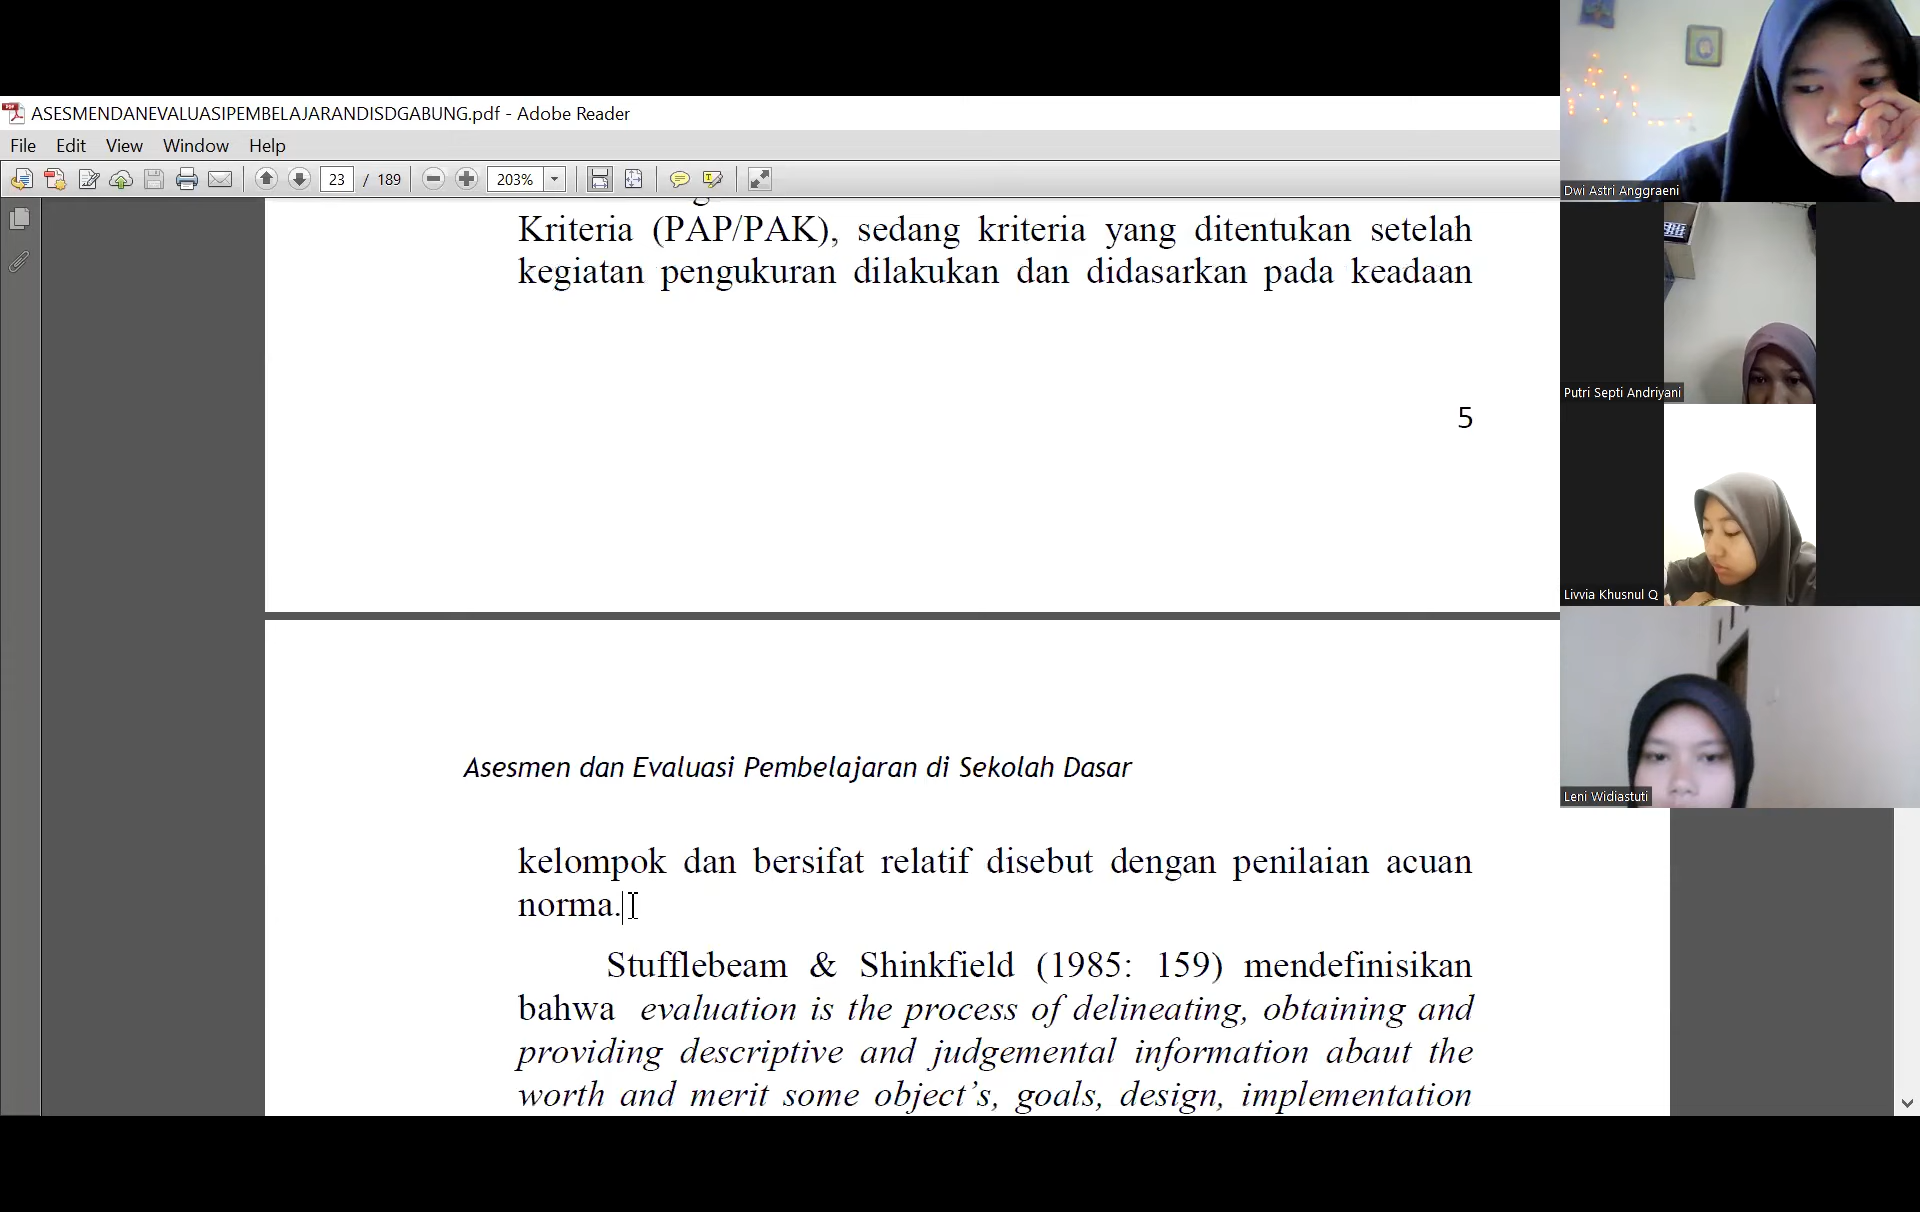 ASESMENDANEVALUASIPEMBELAJARANDISDGABUNG.pdf - Adobe Reader
File Edit View Window Help
23 / 189 203%
Kriteria (PAP/PAK), sedang kriteria yang ditentukan setelah
kegiatan pengukuran dilakukan dan didasarkan pada keadaan
5
Asesmen dan Evaluasi Pembelajaran di Sekolah Dasar
kelompok dan bersifat relatif disebut dengan penilaian acuan
norma.
Stufflebeam & Shinkfield (1985: 159) mendefinisikan
bahwa evaluation is the process of delineating, obtaining and
providing descriptive and judgemental information abaut the
worth and merit some object's, goals, design, implementation
Dwi Astri Anggraeni
Putri Septi Andriyani
Livvia Khusnul Q
Leni Widiastuti